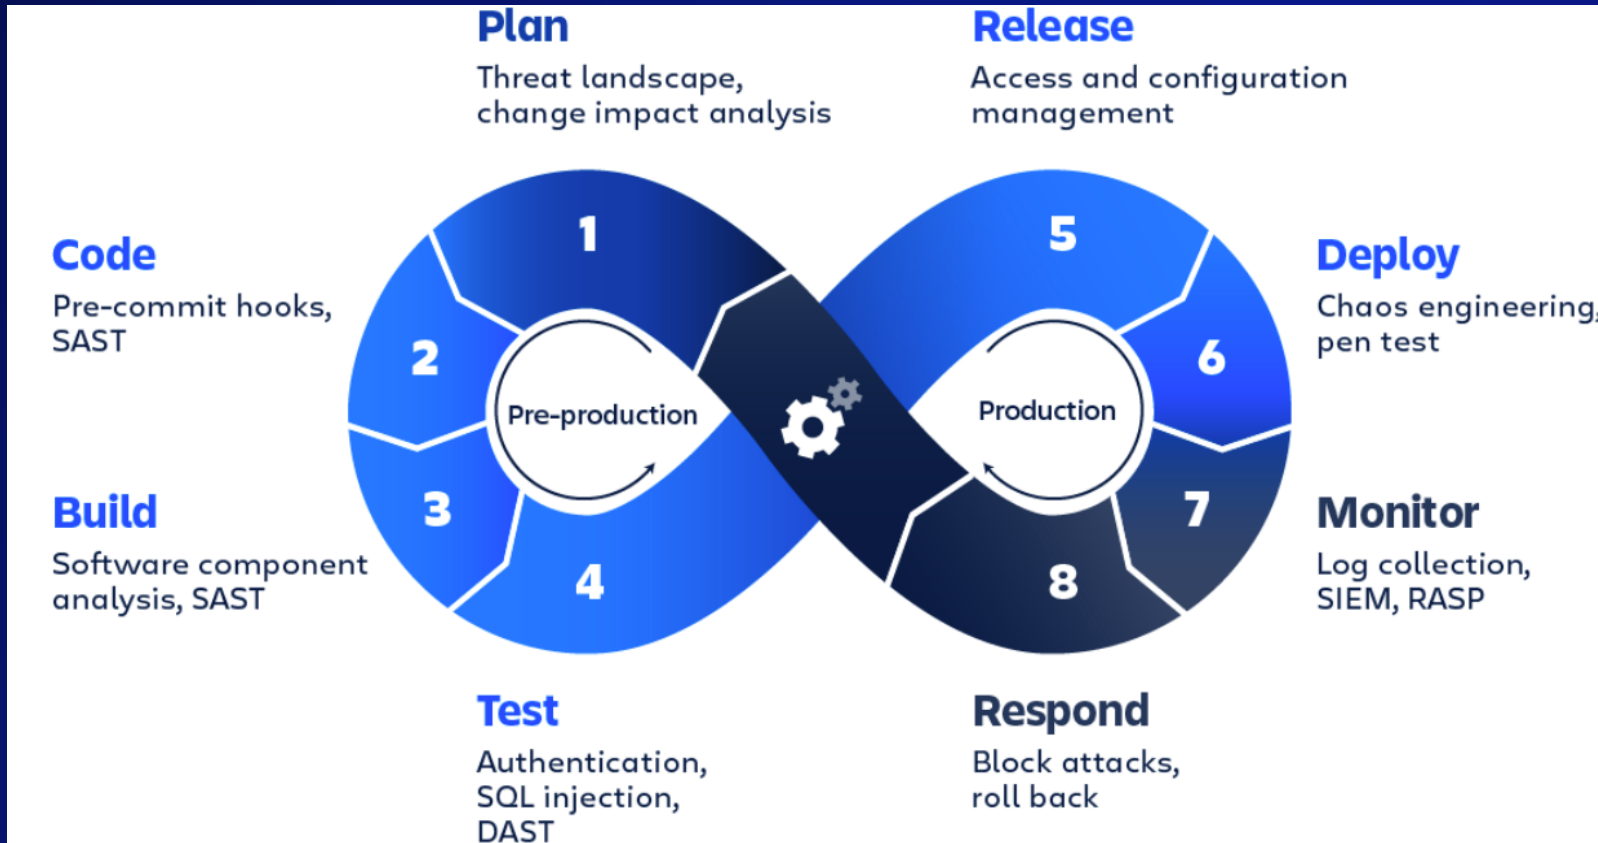 Plan
Threat landscape,
change impact analysis
Release
Access and configuration
management
Code
Pre-commit hooks,
SAST
Build
Software component
analysis, SAST
1
2
3
4
Pre-production
5
6
7
8
Production
Deploy
Chaos engineering,
pen test
Monitor
Log collection,
SIEM, RASP
Test
Authentication,
SQL injection,
DAST
Respond
Block attacks,
roll back